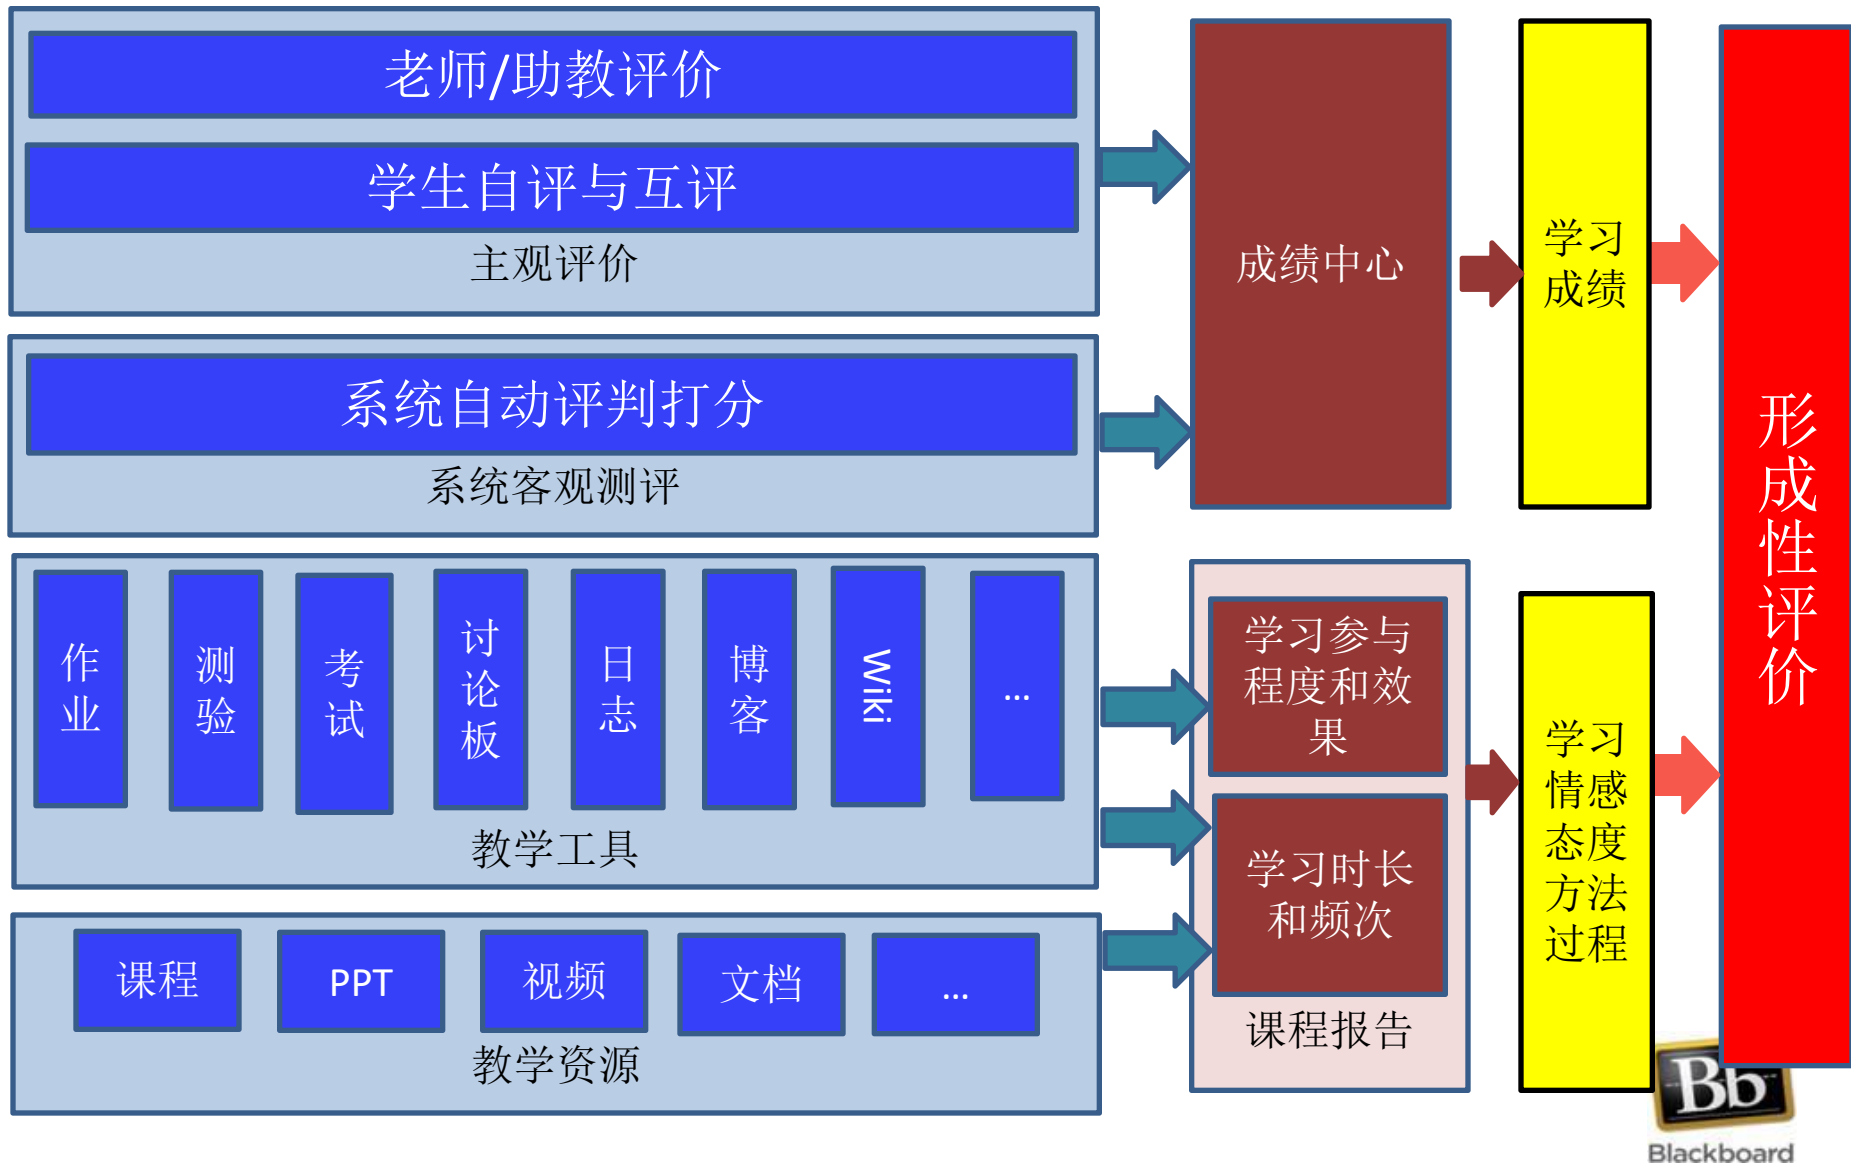 老师/助教评价
学生自评与互评
主观评价
系统自动评判打分
系统客观测评
作业
测验
考试
讨论板
日志
博客
Wiki
...
教学工具
课程
PPT
视频
文档
...
教学资源
成绩中心
学习参与
程度和效
果
学习时长
和频次
课程报告
学习
成绩
学习
情感
态度
方法
过程
形成性评价
Bb
Blackboard